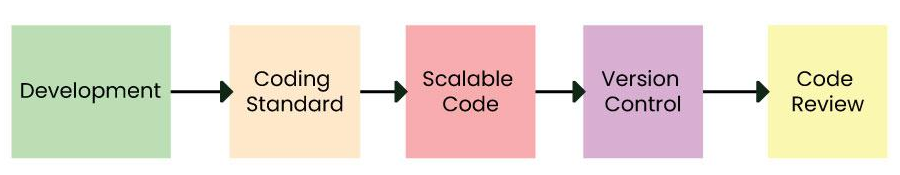 Development
Coding
Standard
Scalable
Code
Version
Control
Code
Review